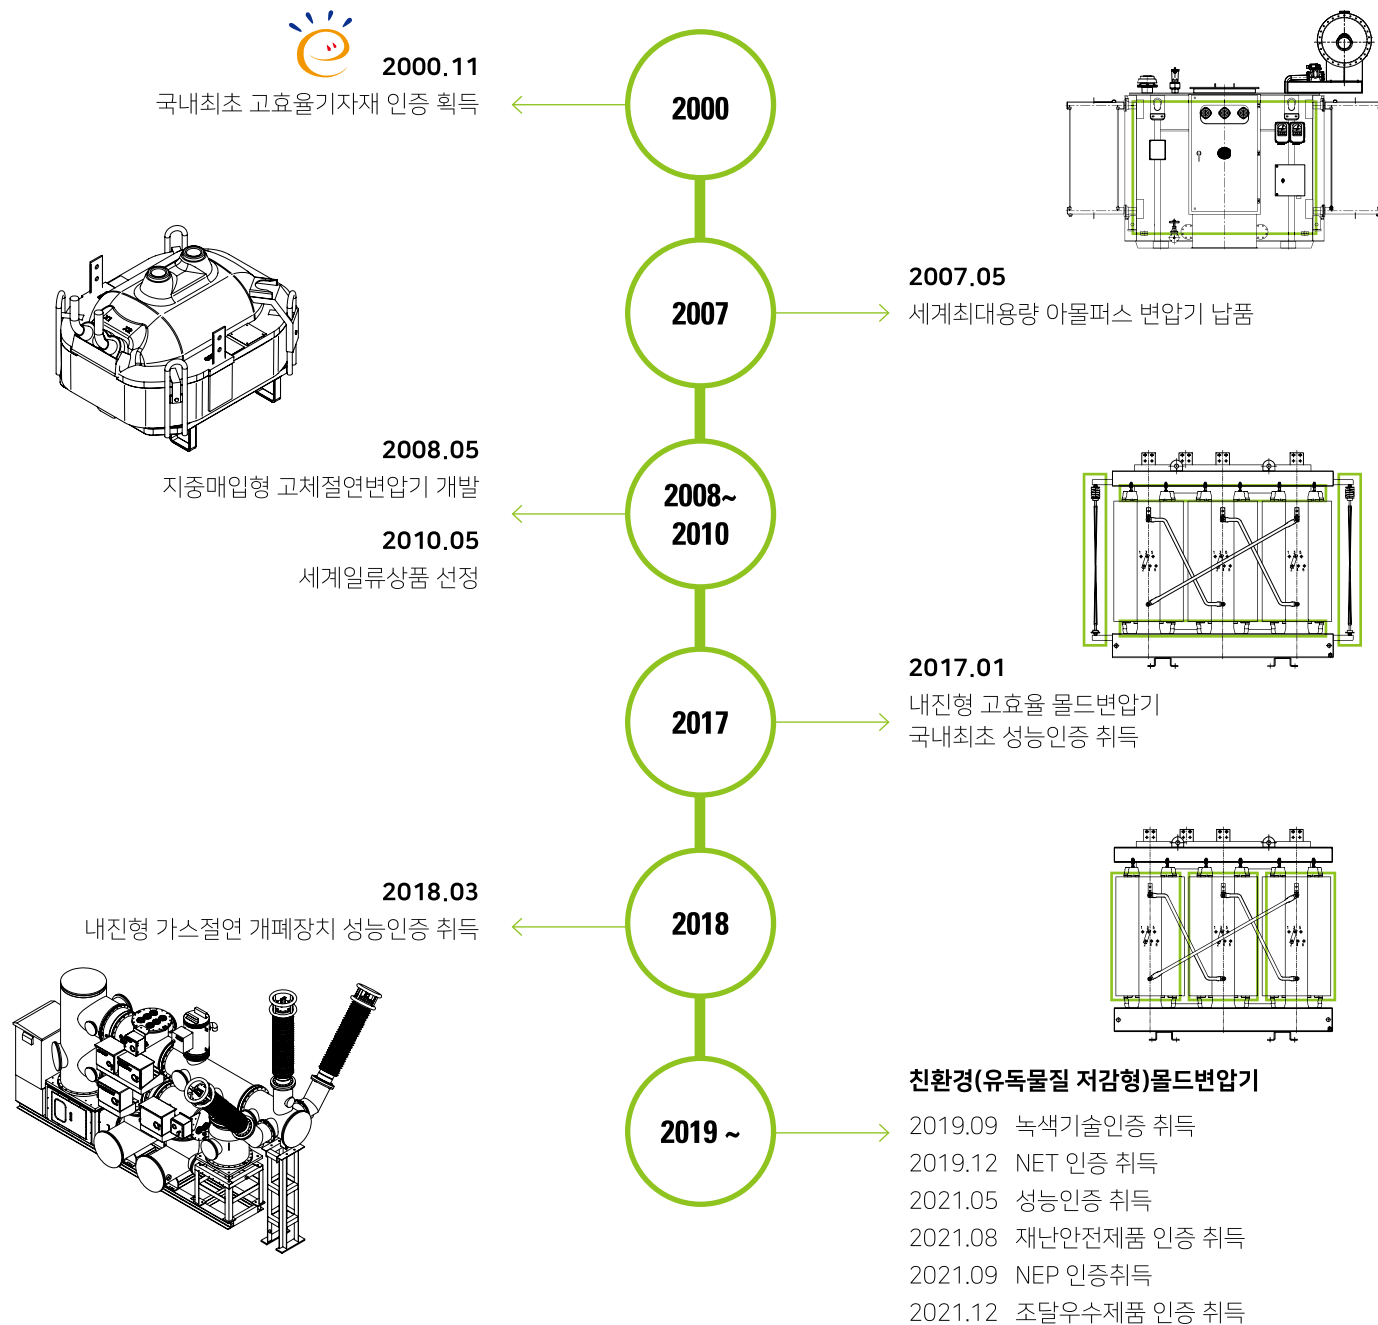 2000.11
국내최초 고효율기자재 인증 획득
2000
2007
2007.05
세계최대용량 아몰퍼스 변압기 납품
2008.05
지중매입형 고체절연변압기 개발
2010.05
세계일류상품 선정
2008~
2010
2017
2017.01
내진형 고효율 몰드변압기
국내최초 성능인증 취득
2018.03
내진형 가스절연 개폐장치 성능인증 취득
2018
2019 ~
친환경(유독물질 저감형)몰드변압기
2019.09 녹색기술인증 취득
2019.12 NET 인증 취득
2021.05 성능인증 취득
2021.08 재난안전제품 인증 취득
2021.09 NEP 인증취득
2021.12 조달우수제품 인증 취득